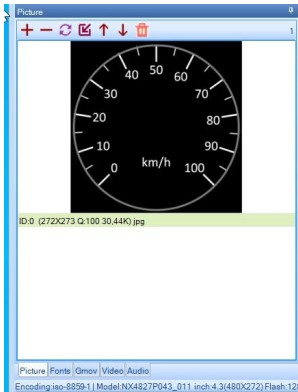 Picture
1
50
40 60
30 70
20 80
10 90
0 km/h 100
ID:0 (272X273 Q:100 30,44K) jpg
Picture Fonts Gmov Video Audio
Encoding:iso-8859-1 | Model:NX4827P043_011 inch:4.3(480X272) Flash:128